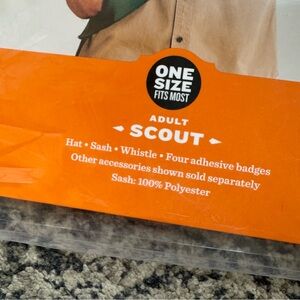 ONE
SIZE
FITS MOST
ADULT
SCOUT
Hat • Sash • Whistle • Four adhesive badges
Other accessories shown sold separately
Sash: 100% Polyester